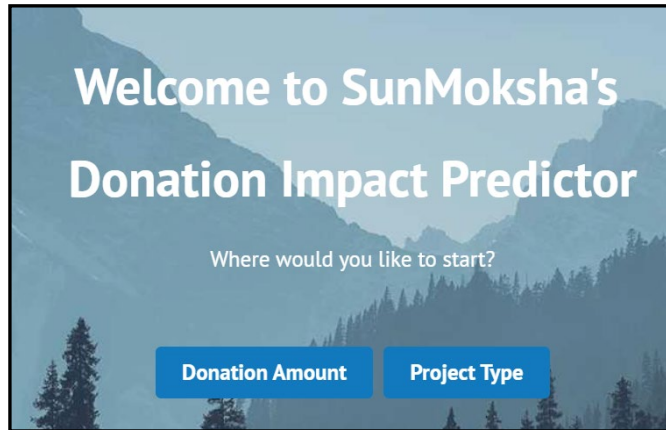 Welcome to SunMoksha's
Donation Impact Predictor
Where would you like to start?
Donation Amount
Project Type